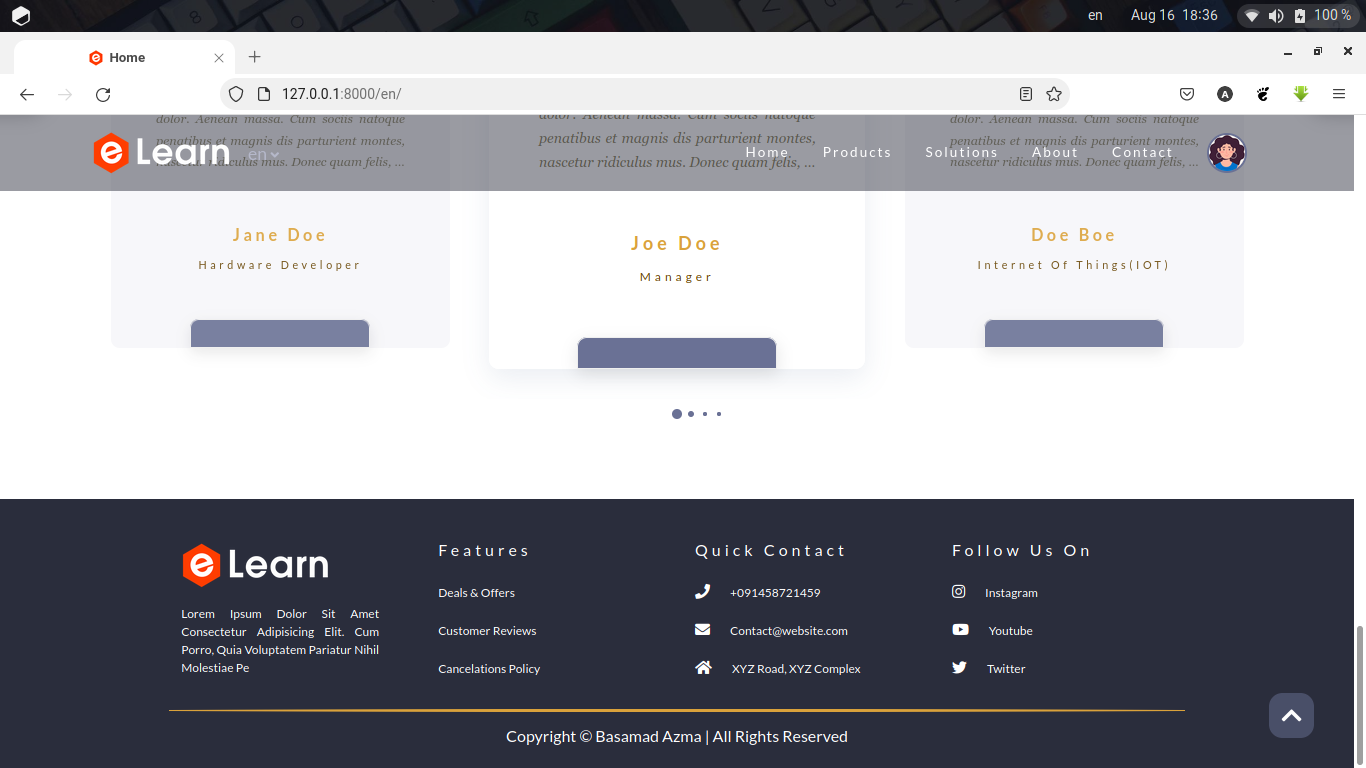 en Aug 16 18:36 100 %
Home
127.0.0.1:8000/en/
dolor. Aenean massa. Cum sociis natoque
penatibus et magnis dis parturient montes,
nascetur ridiculus mus. Donec quam felis, ...
dolor. Aenean massa. Cum sociis natoque
penatibus et magnis dis parturient montes,
nascetur ridiculus mus. Donec quam felis, ...
dolor. Aenean massa. Cum sociis natoque
penatibus et magnis dis parturient montes,
nascetur ridiculus mus. Donec quam felis, ...
e Learn en Home Products Solutions About Contact
Jane Doe
Hardware Developer
Joe Doe
Manager
Doe Boe
Internet Of Things(IOT)
e Learn
Lorem Ipsum Dolor Sit Amet
Consectetur Adipisicing Elit. Cum
Porro, Quia Voluptatem Pariatur Nihil
Molestiae Pe
Features
Deals & Offers
Customer Reviews
Cancelations Policy
Quick Contact
+091458721459
Contact@website.com
XYZ Road, XYZ Complex
Follow Us On
Instagram
Youtube
Twitter
Copyright © Basamad Azma | All Rights Reserved